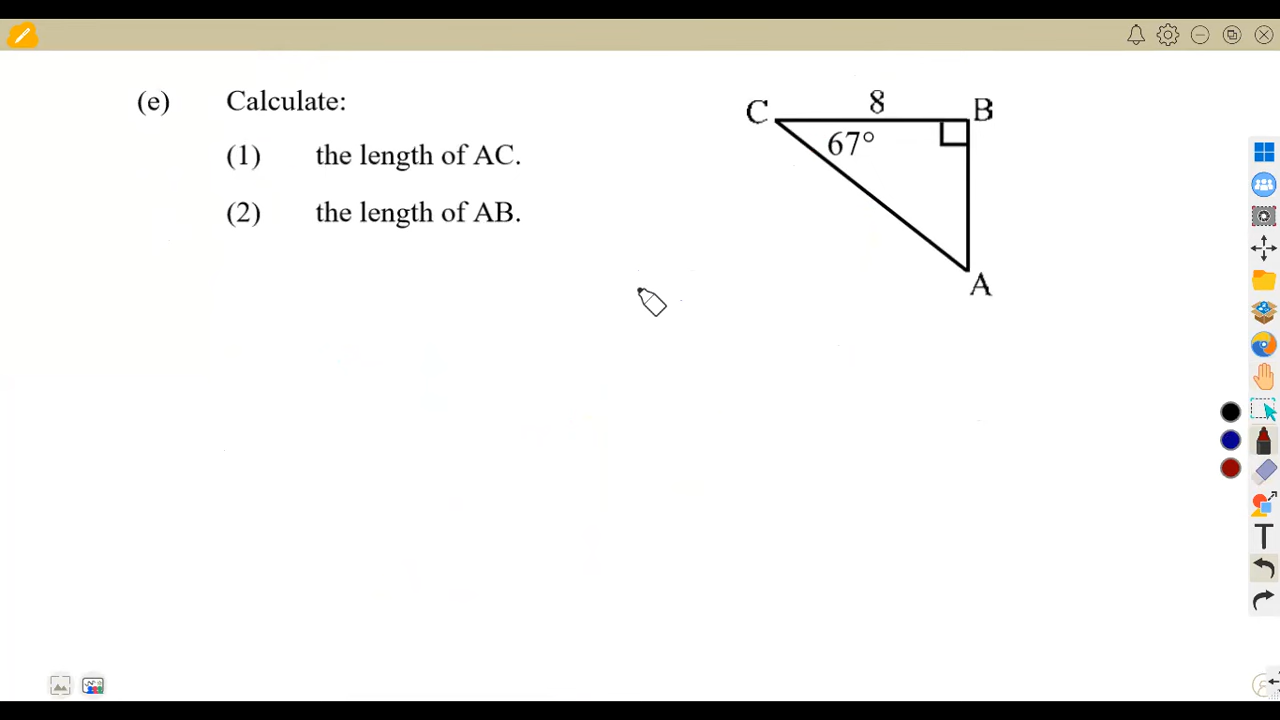 (e) Calculate:
(1) the length of AC.
(2) the length of AB.
8
C
B
67°
A
T